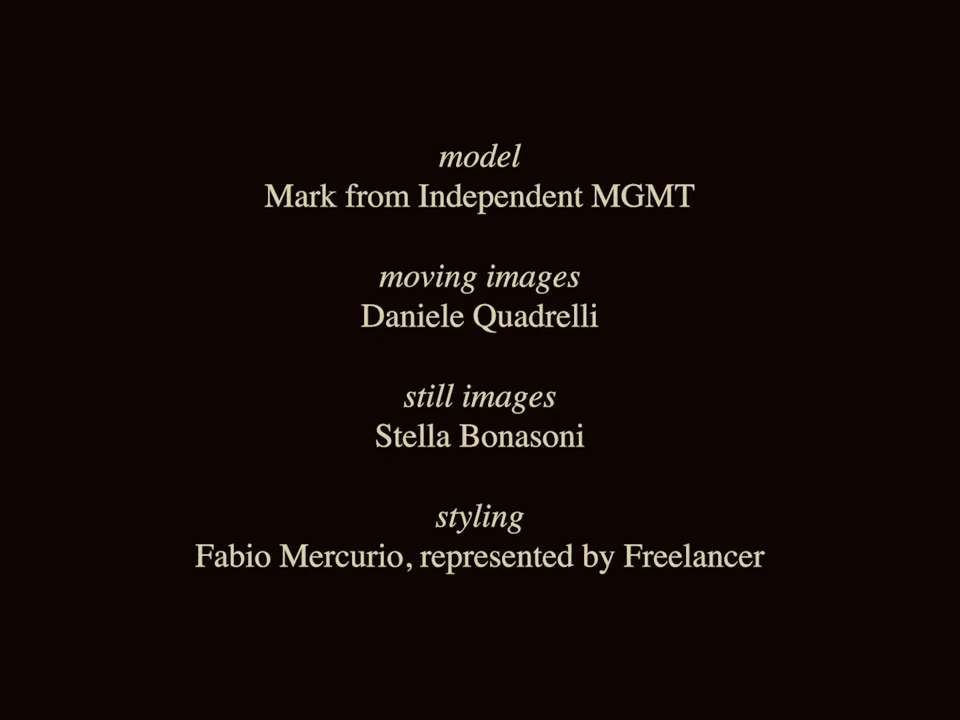 model
Mark from Independent MGMT
moving images
Daniele Quadrelli
still images
Stella Bonasoni
styling
Fabio Mercurio, represented by Freelancer